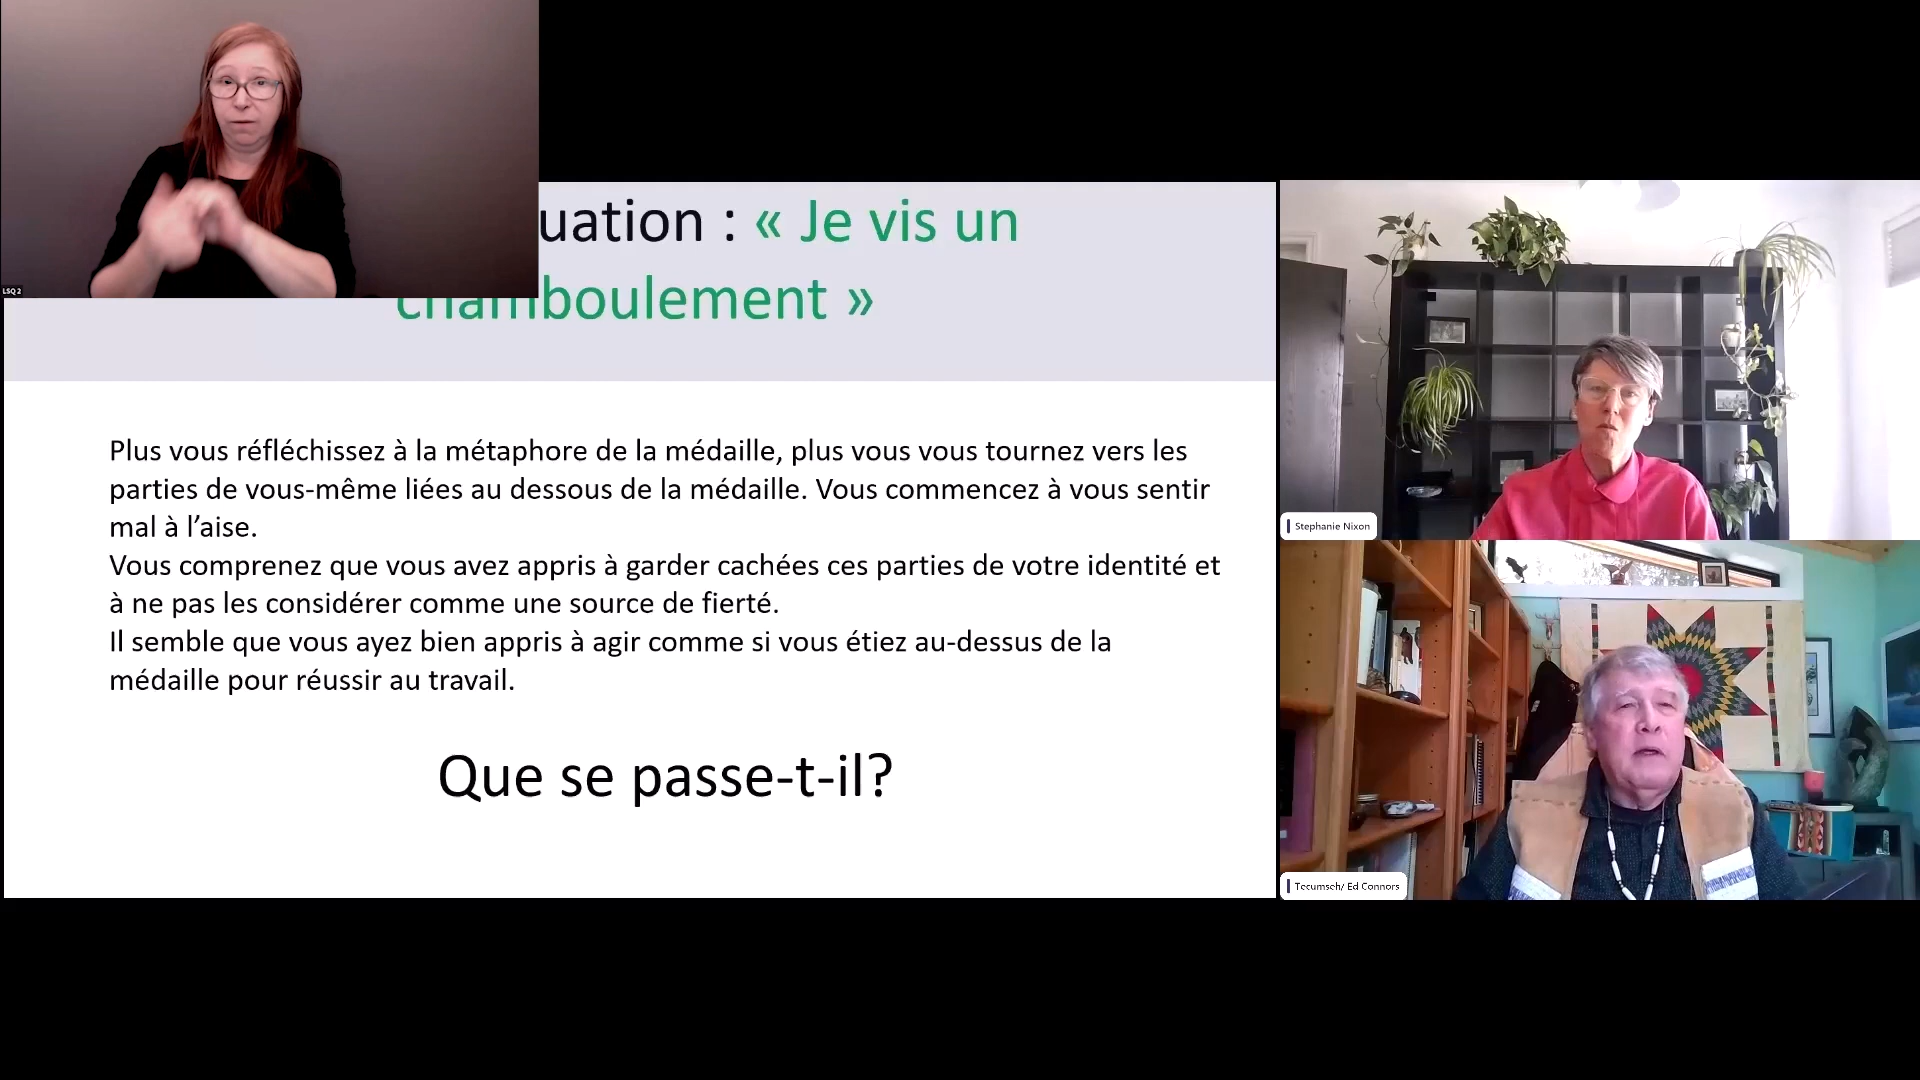 LSQ 2
uation : « Je vis un
chamboulement »
Plus vous réfléchissez à la métaphore de la médaille, plus vous vous tournez vers les
parties de vous-même liées au dessous de la médaille. Vous commencez à vous sentir
mal à l’aise.
Vous comprenez que vous avez appris à garder cachées ces parties de votre identité et
à ne pas les considérer comme une source de fierté.
Il semble que vous ayez bien appris à agir comme si vous étiez au-dessus de la
médaille pour réussir au travail.
Que se passe-t-il?
Stephanie Nixon
Tecumseh/ Ed Connors